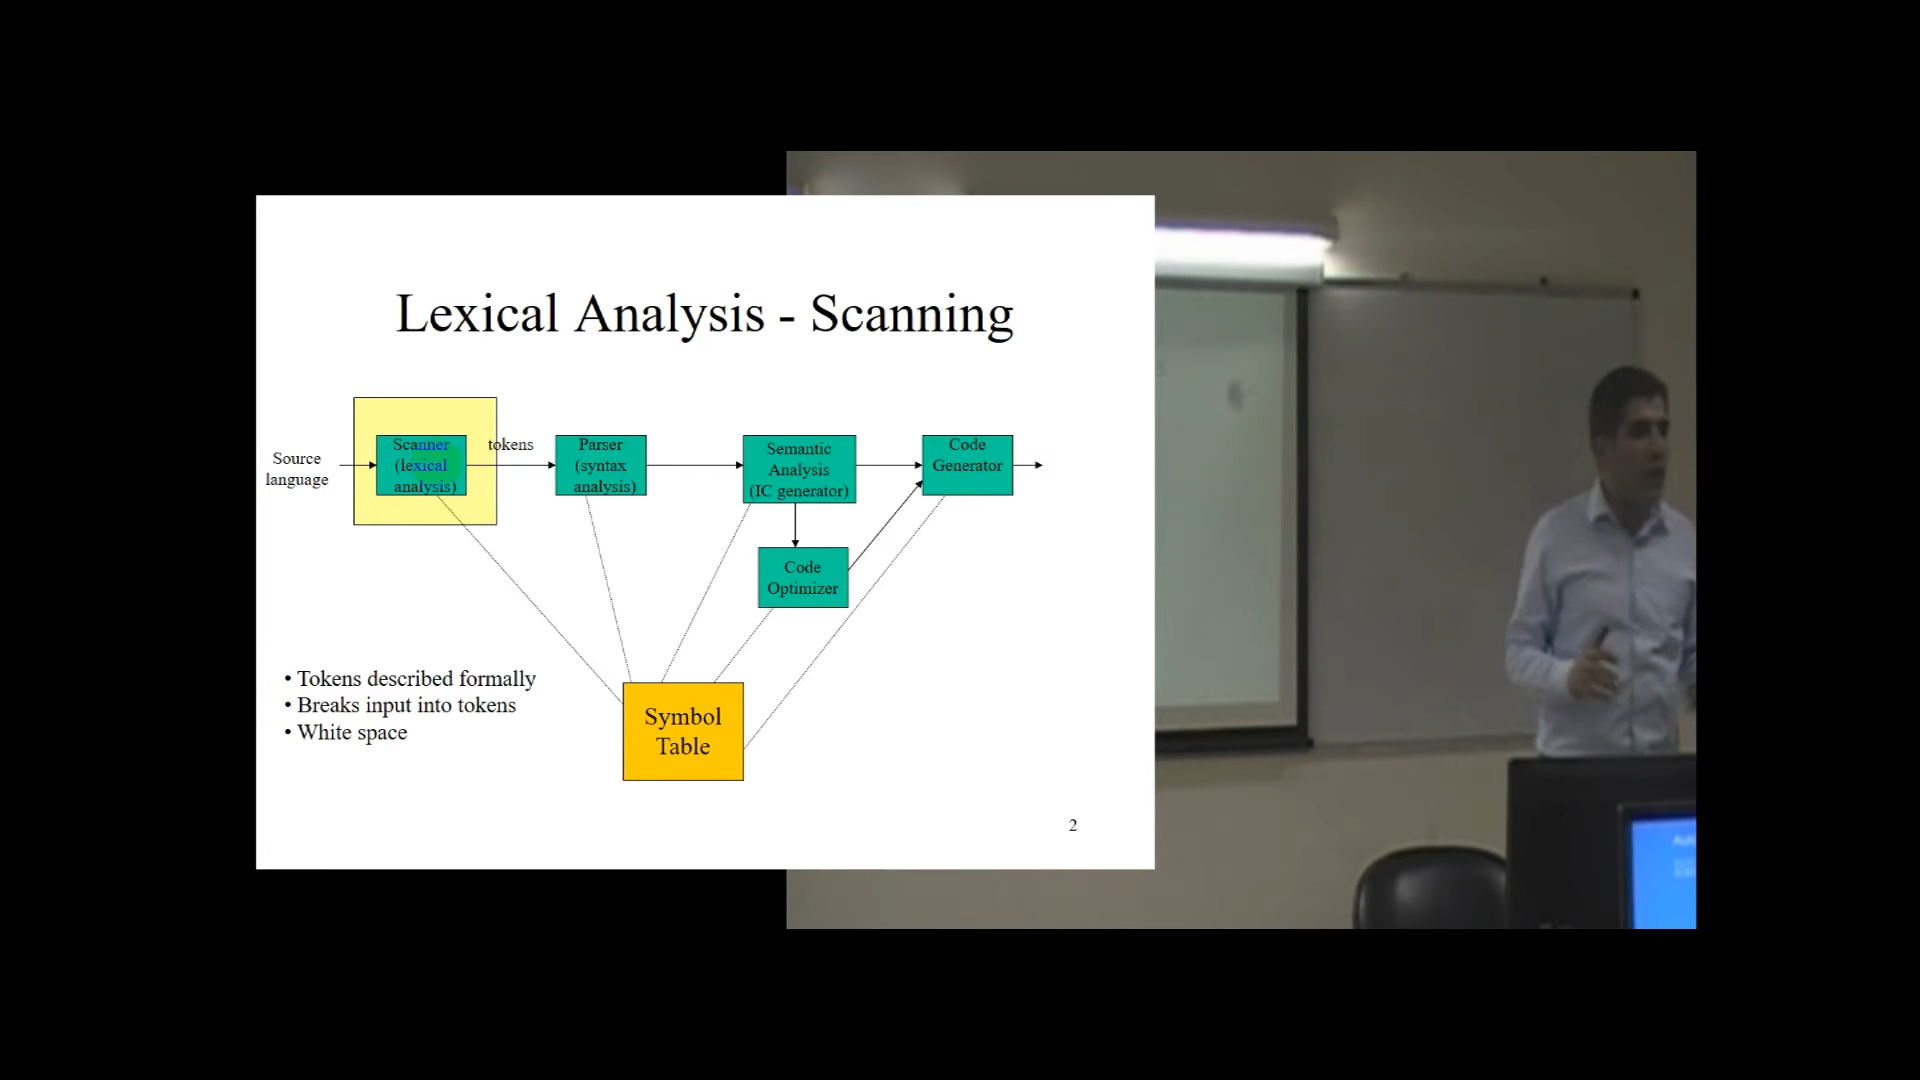 Lexical Analysis - Scanning
Source
language
Scanner
(lexical
analysis)
tokens
Parser
(syntax
analysis)
Semantic
Analysis
(IC generator)
Code
Generator
Code
Optimizer
• Tokens described formally
• Breaks input into tokens
• White space
Symbol
Table
2